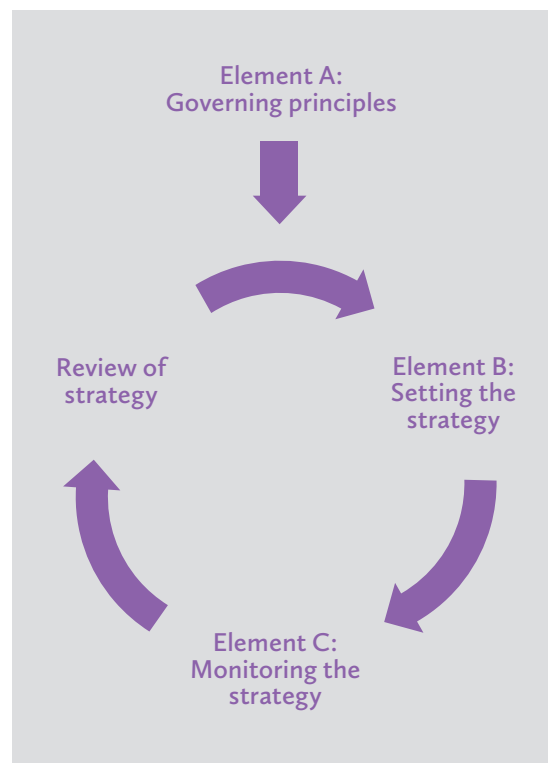 Element A:
Governing principles
Element B:
Setting the
strategy
Element C:
Monitoring the
strategy
Review of
strategy